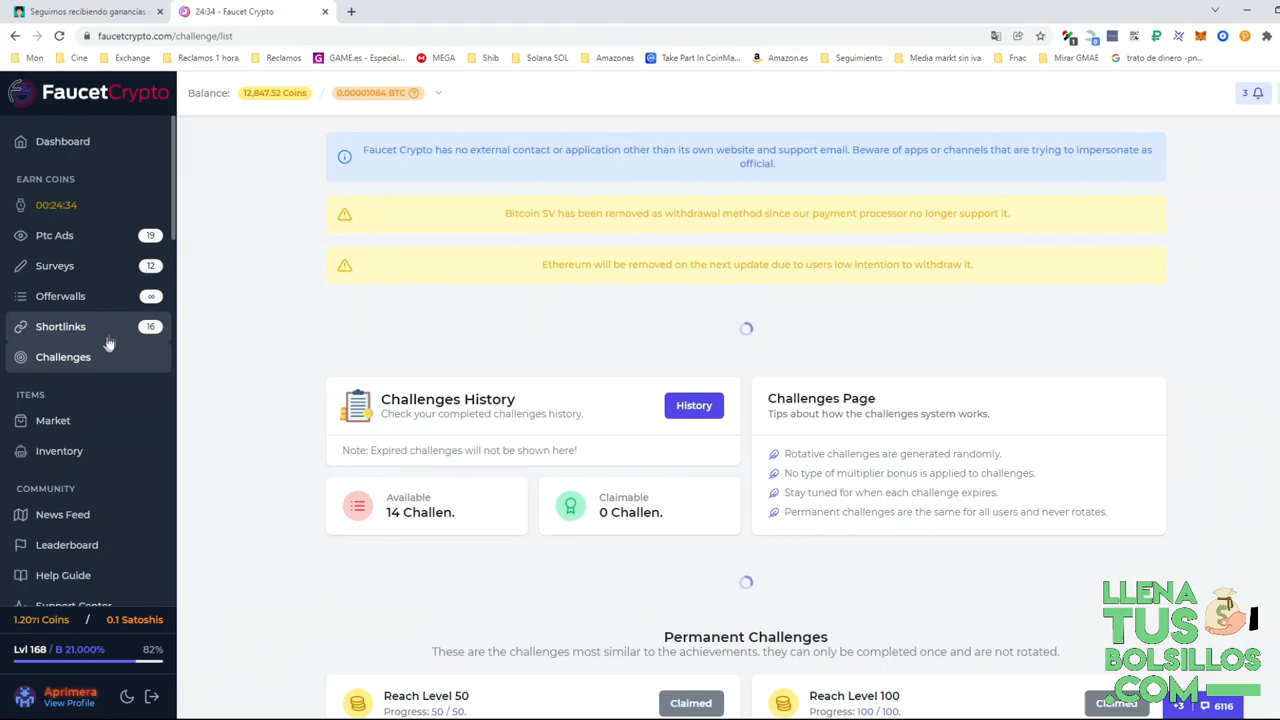 Seguimos recibiendo ganancias
24:34 - Faucet Crypto
faucetcrypto.com/challenge/list
Mon
Cine
Exchange
Reclamos 1 hora
Reclamos
GAME.es - Especial...
MEGA
Shib
Solana SOL
Amazones
Take Part In CoinMa...
Amazon.es
Seguimiento
Media markt sin iva
Fnac
Mirar GMAE
trato de dinero -pn...
FaucetCrypto
Balance:
12,847.52 Coins
/
0.00001064 BTC
3
Dashboard
EARN COINS
00:24:34
Ptc Ads
19
Surveys
12
Offerwalls
∞
Shortlinks
16
Challenges
ITEMS
Market
Inventory
COMMUNITY
News Feed
Leaderboard
Help Guide
Support Center
1.2071 Coins / 0.1 Satoshis
Lvl 168 / B 21.000%
82%
Aprimera
View Profile
Faucet Crypto has no external contact or application other than its own website and support email. Beware of apps or channels that are trying to impersonate as
official.
Bitcoin SV has been removed as withdrawal method since our payment processor no longer support it.
Ethereum will be removed on the next update due to users low intention to withdraw it.
Challenges History
Check your completed challenges history.
History
Note: Expired challenges will not be shown here!
Available
14 Challen.
Claimable
0 Challen.
Challenges Page
Tips about how the challenges system works.
Rotative challenges are generated randomly.
No type of multiplier bonus is applied to challenges.
Stay tuned for when each challenge expires.
Permanent challenges are the same for all users and never rotates.
Permanent Challenges
These are the challenges most similar to the achievements. they can only be completed once and are not rotated.
Reach Level 50
Progress: 50 / 50.
Claimed
Reach Level 100
Progress: 100 / 100.
Claimed
LLENA
TUS
BOLSILLOS
.COM
+3
6116